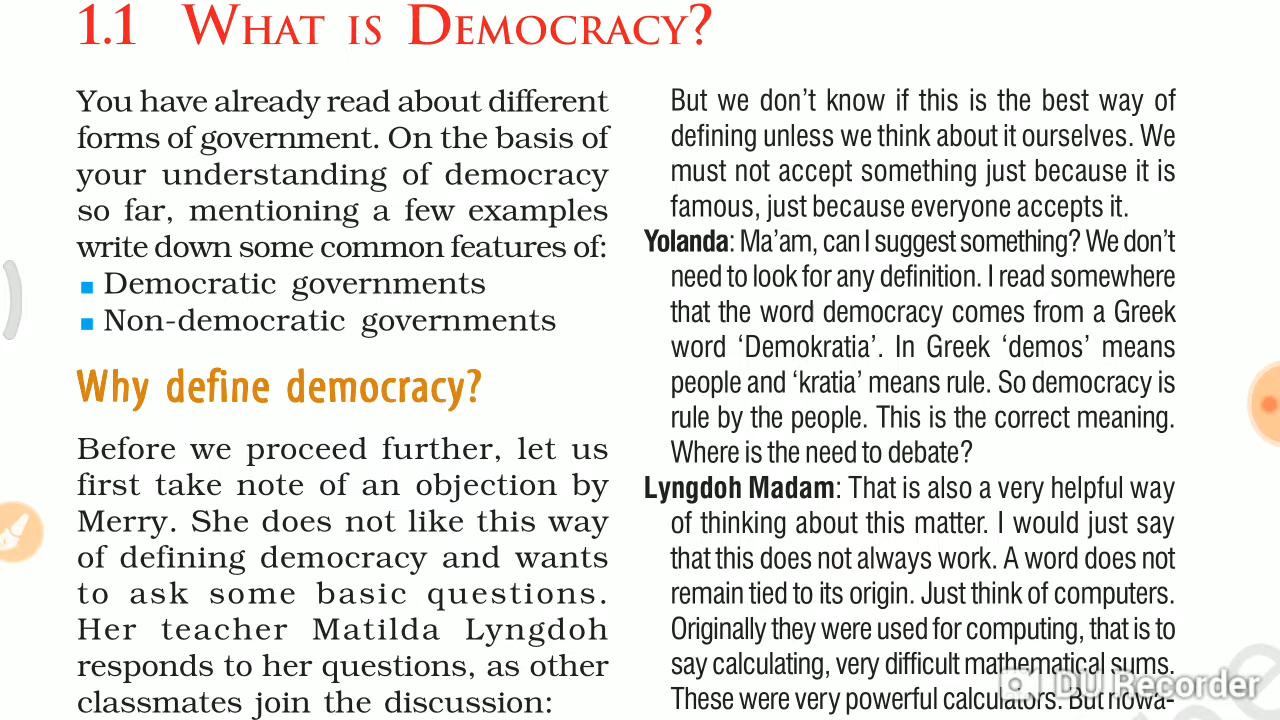 1.1 WHAT IS DEMOCRACY?
You have already read about different
forms of government. On the basis of
your understanding of democracy
so far, mentioning a few examples
write down some common features of:
Democratic governments
Non-democratic governments
Why define democracy?
Before we proceed further, let us
first take note of an objection by
Merry. She does not like this way
of defining democracy and wants
to ask some basic questions.
Her teacher Matilda Lyngdoh
responds to her questions, as other
classmates join the discussion:
But we don't know if this is the best way of
defining unless we think about it ourselves. We
must not accept something just because it is
famous, just because everyone accepts it.
Yolanda: Ma'am, can I suggest something? We don't
need to look for any definition. I read somewhere
that the word democracy comes from a Greek
word ‘Demokratia’. In Greek ‘demos’ means
people and ‘kratia’ means rule. So democracy is
rule by the people. This is the correct meaning.
Where is the need to debate?
Lyngdoh Madam: That is also a very helpful way
of thinking about this matter. I would just say
that this does not always work. A word does not
remain tied to its origin. Just think of computers.
Originally they were used for computing, that is to
say calculating, very difficult mathematical sums.
These were very powerful calculators. But nowa-
DU Recorder